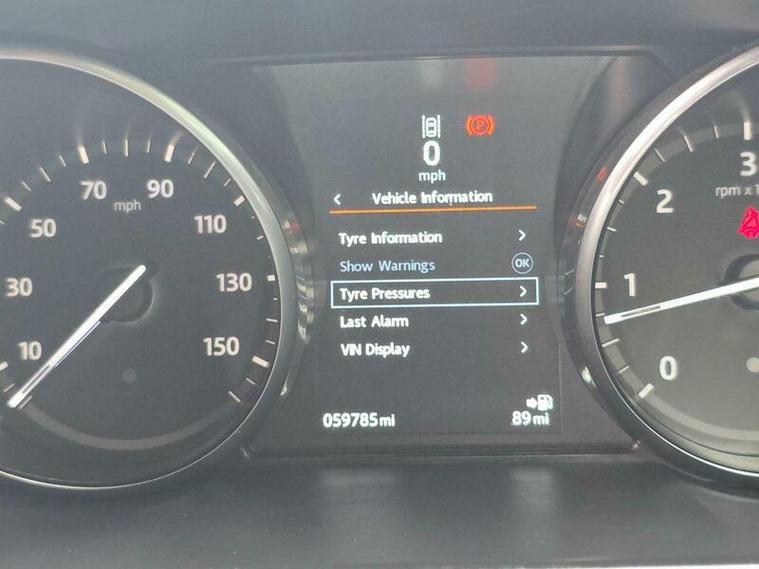 P
0
mph
Vehicle Information
Tyre Information
Show Warnings OK
Tyre Pressures
Last Alarm
VIN Display
059785mi 89mi
10
30
50
70
90
110
130
150
mph
0
1
2
3